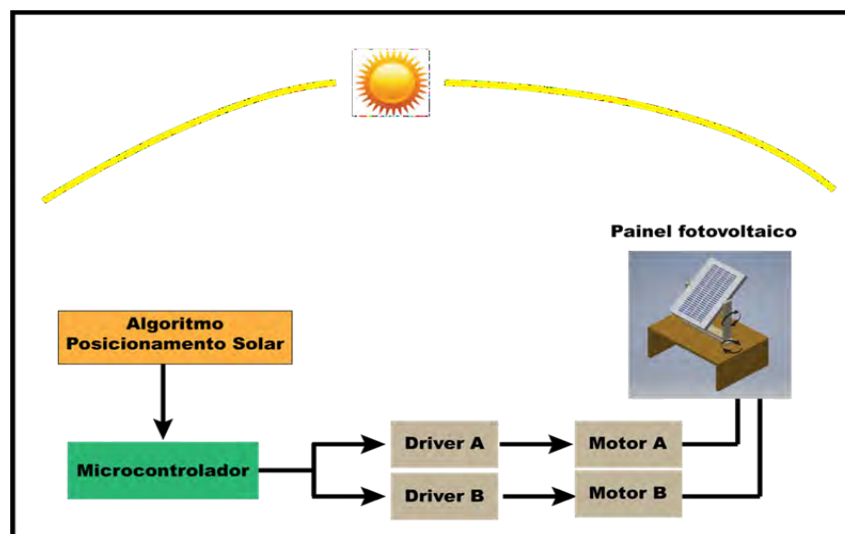 Painel fotovoltaico
Algoritmo
Posicionamento Solar
Driver A
Motor A
Microcontrolador
Driver B
Motor B